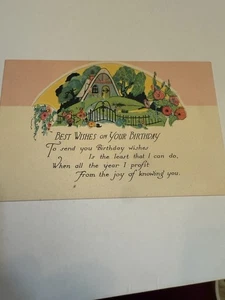 BEST WISHES ON YOUR BIRTHDAY
To send you Birthday wishes
Is the least that I can do,
When all the year I profit
From the joy of knowing you.